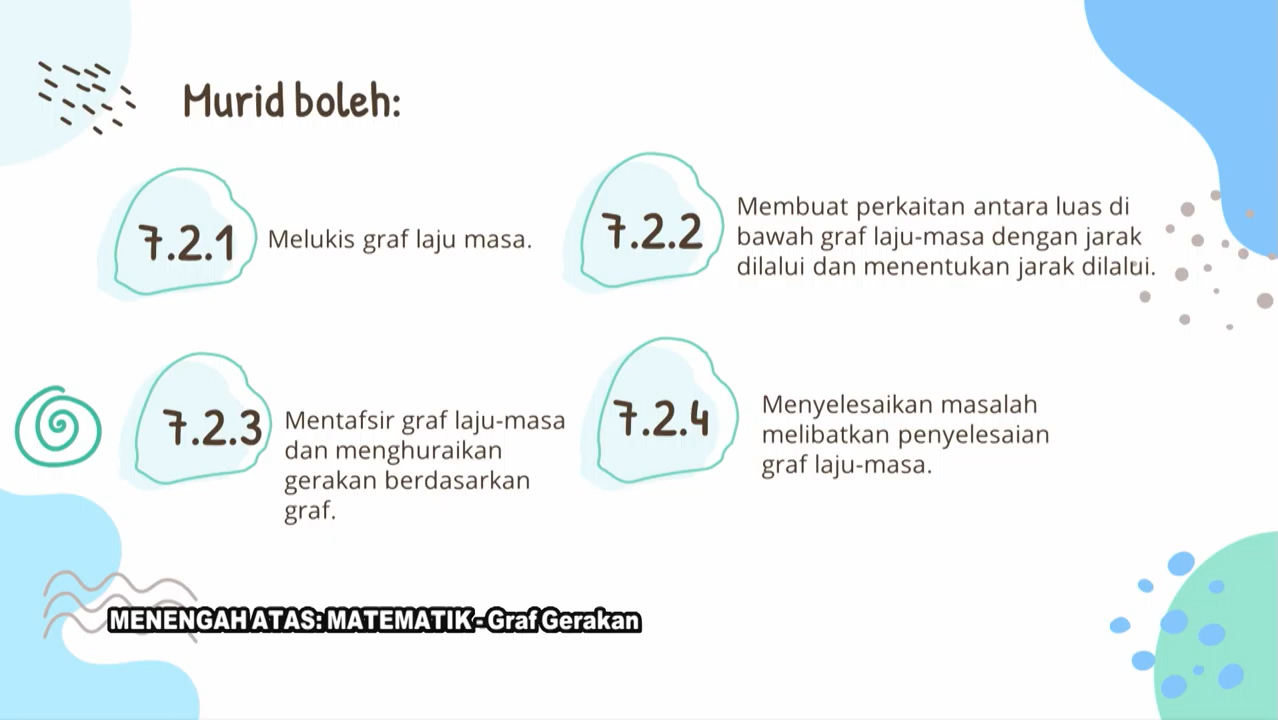 Murid boleh:
7.2.1
Melukis graf laju masa.
7.2.2
Membuat perkaitan antara luas di
bawah graf laju-masa dengan jarak
dilalui dan menentukan jarak dilalui.
7.2.3
Mentafsir graf laju-masa
dan menghuraikan
gerakan berdasarkan
graf.
7.2.4
Menyelesaikan masalah
melibatkan penyelesaian
graf laju-masa.
MENENGAH ATAS: MATEMATIK - Graf Gerakan